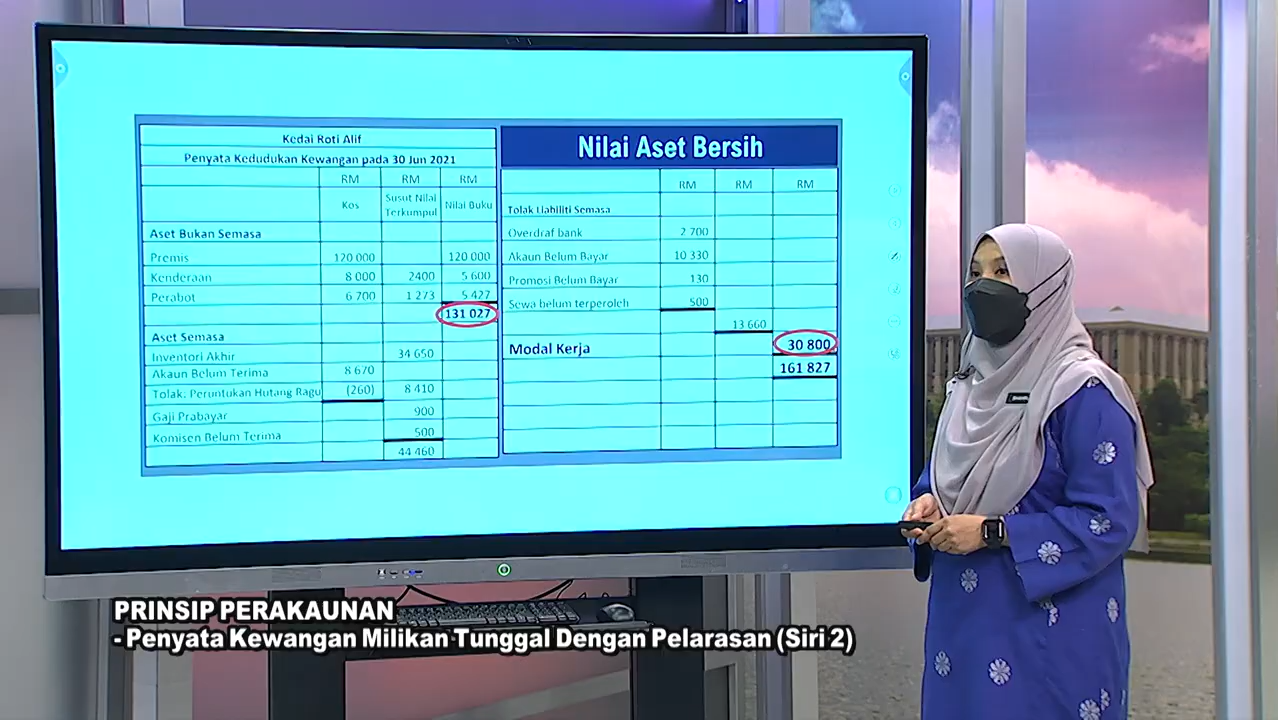 Kedai Roti Alif
Penyata Kedudukan Kewangan pada 30 Jun 2021
RM RM RM
Kos Susut Nilai Terkumpul Nilai Buku
Aset Bukan Semasa
Premis 120 000 120 000
Kenderaan 8 000 2400 5 600
Perabot 6 700 1 273 5 427
131 027
Aset Semasa
Inventori Akhir 34 650
Akaun Belum Terima 8 670
Tolak: Peruntukan Hutang Ragu (260) 8 410
Gaji Prabayar 900
Komisen Belum Terima 500
44 460
Nilai Aset Bersih
RM RM RM
Tolak Liabiliti Semasa
Overdraf bank 2 700
Akaun Belum Bayar 10 330
Promosi Belum Bayar 130
Sewa belum terperoleh 500
13 660
Modal Kerja 30 800
161 827
PRINSIP PERAKAUNAN
- Penyata Kewangan Milikan Tunggal Dengan Pelarasan (Siri 2)